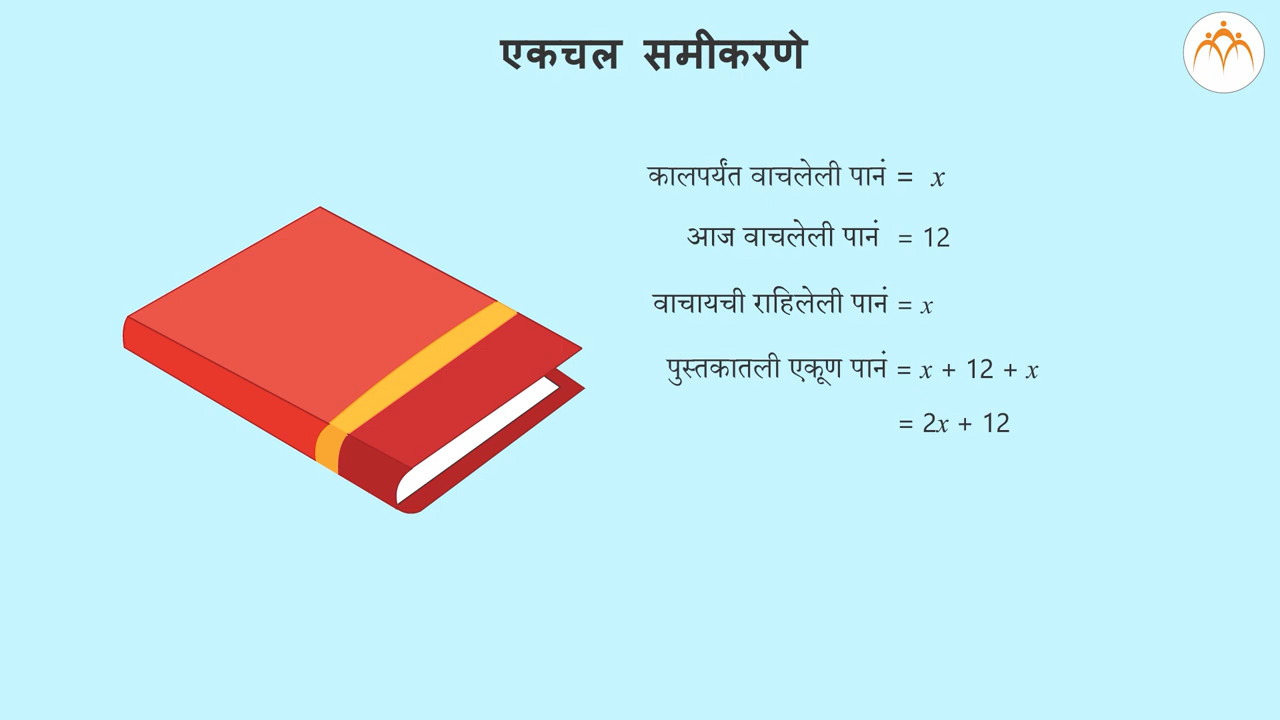 एकचल समीकरणे
कालपर्यंत वाचलेली पानं = x
आज वाचलेली पानं = 12
वाचायची राहिलेली पानं = x
पुस्तकातली एकूण पानं = x + 12 + x
= 2x + 12